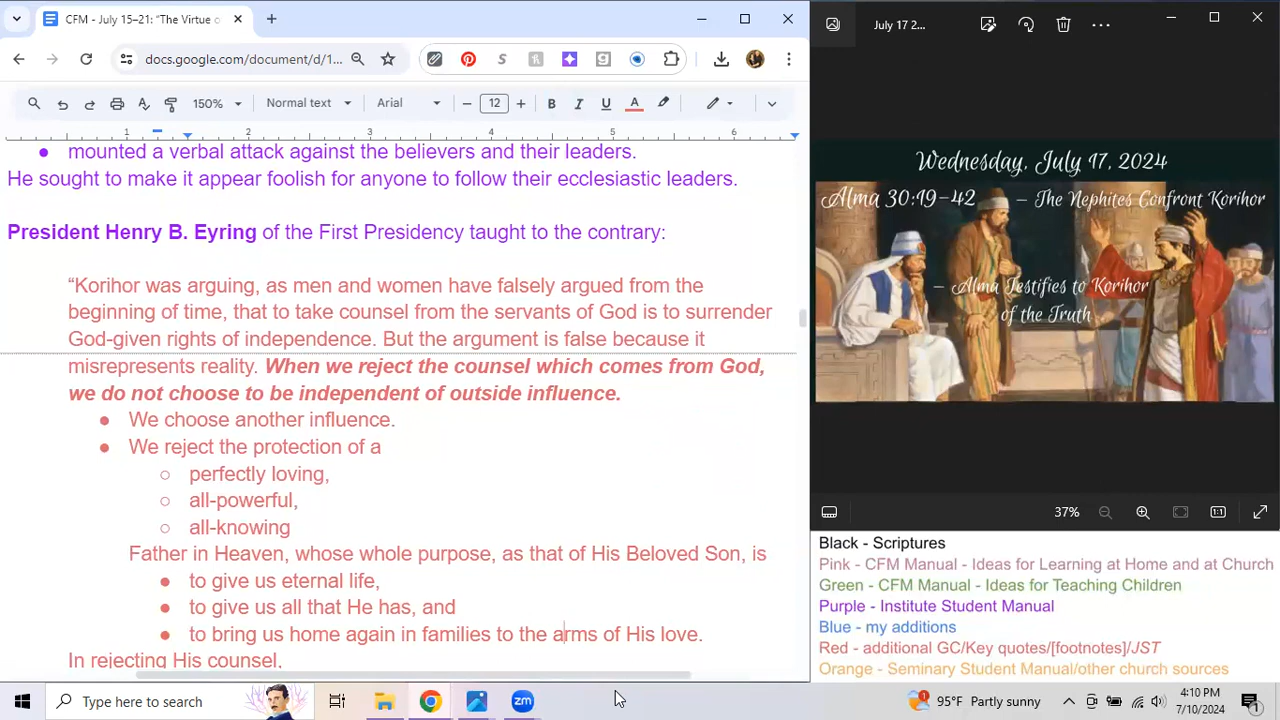 CFM - July 15–21: “The Virtue o
docs.google.com/document/d/1...
150%
Normal text
Arial
12
B I U A
1 2 3 4 5 6
mounted a verbal attack against the believers and their leaders.
He sought to make it appear foolish for anyone to follow their ecclesiastic leaders.
President Henry B. Eyring of the First Presidency taught to the contrary:
“Korihor was arguing, as men and women have falsely argued from the
beginning of time, that to take counsel from the servants of God is to surrender
God-given rights of independence. But the argument is false because it
misrepresents reality. When we reject the counsel which comes from God,
we do not choose to be independent of outside influence.
We choose another influence.
We reject the protection of a
perfectly loving,
all-powerful,
all-knowing
Father in Heaven, whose whole purpose, as that of His Beloved Son, is
to give us eternal life,
to give us all that He has, and
to bring us home again in families to the arms of His love.
In rejecting His counsel,
July 17 2...
Wednesday, July 17, 2024
Alma 30:19-42 – The Nephites Confront Korihor
– Alma Testifies to Korihor
of the Truth
37%
1:1
Black - Scriptures
Pink - CFM Manual - Ideas for Learning at Home and at Church
Green - CFM Manual - Ideas for Teaching Children
Purple - Institute Student Manual
Blue - my additions
Red - additional GC/Key quotes/[footnotes]/JST
Orange - Seminary Student Manual/other church sources
Type here to search
zm
95°F Partly sunny
4:10 PM
7/10/2024
1